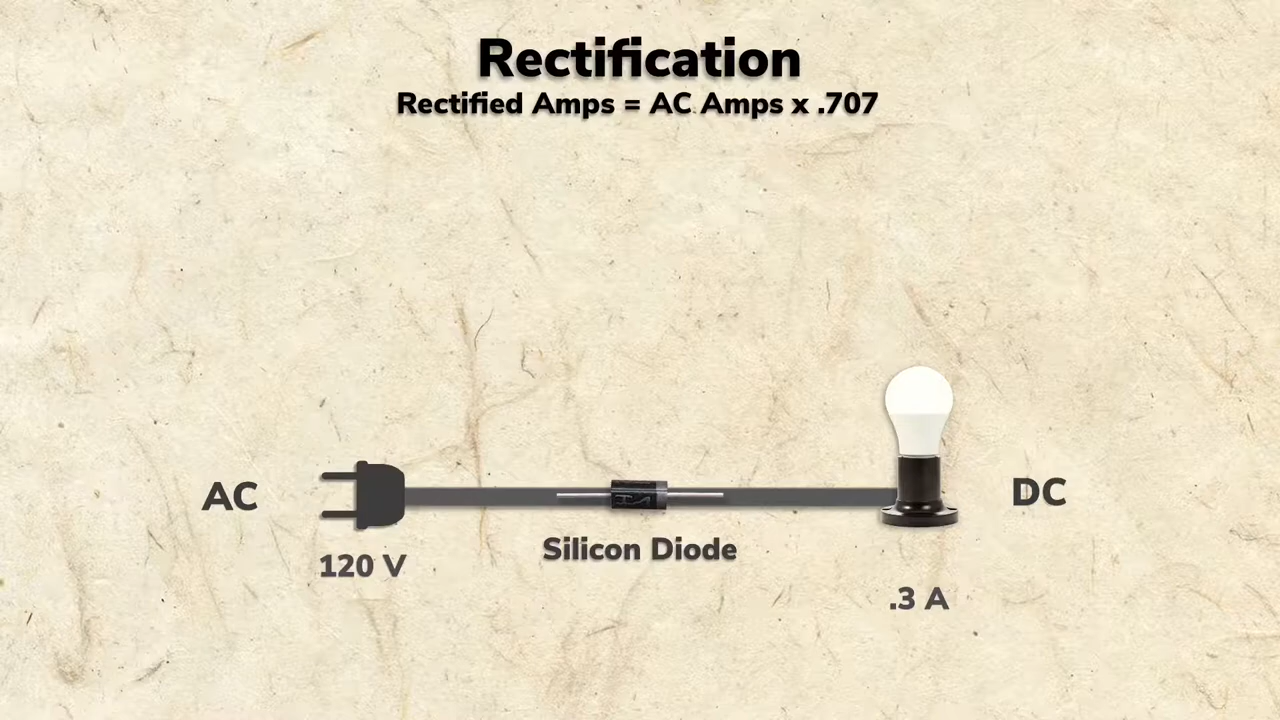 Rectification
Rectified Amps = AC Amps x .707
AC
DC
120 V
Silicon Diode
.3 A